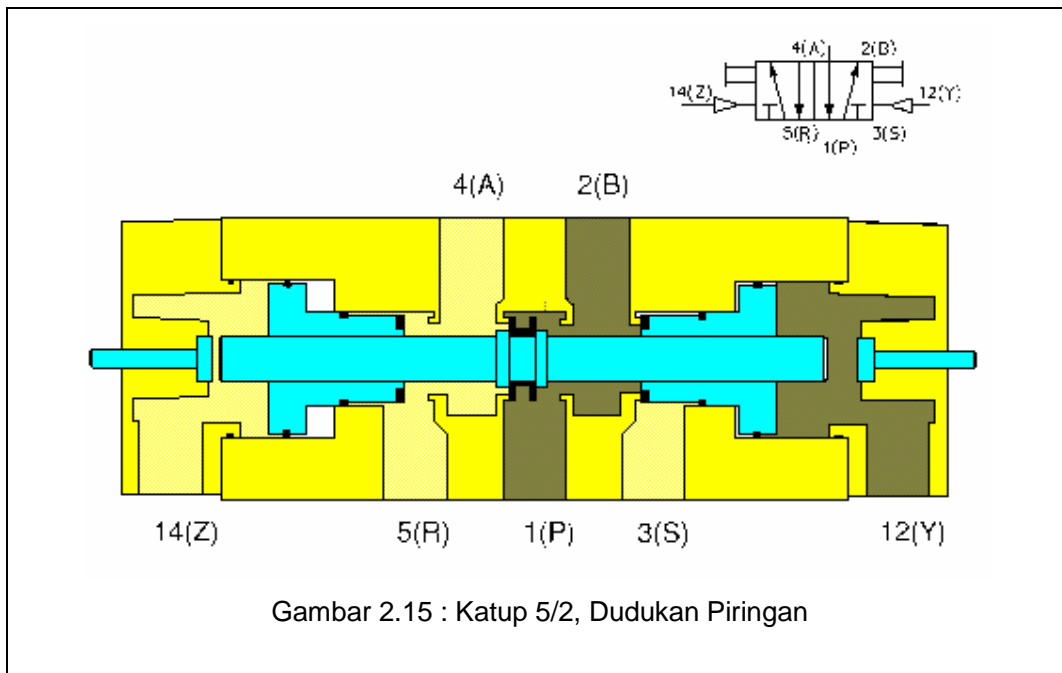 4(A) 2(B)
14(Z) 12(Y)
5(R) 3(S)
1(P)
4(A) 2(B)
14(Z) 5(R) 1(P) 3(S) 12(Y)
Gambar 2.15 : Katup 5/2, Dudukan Piringan